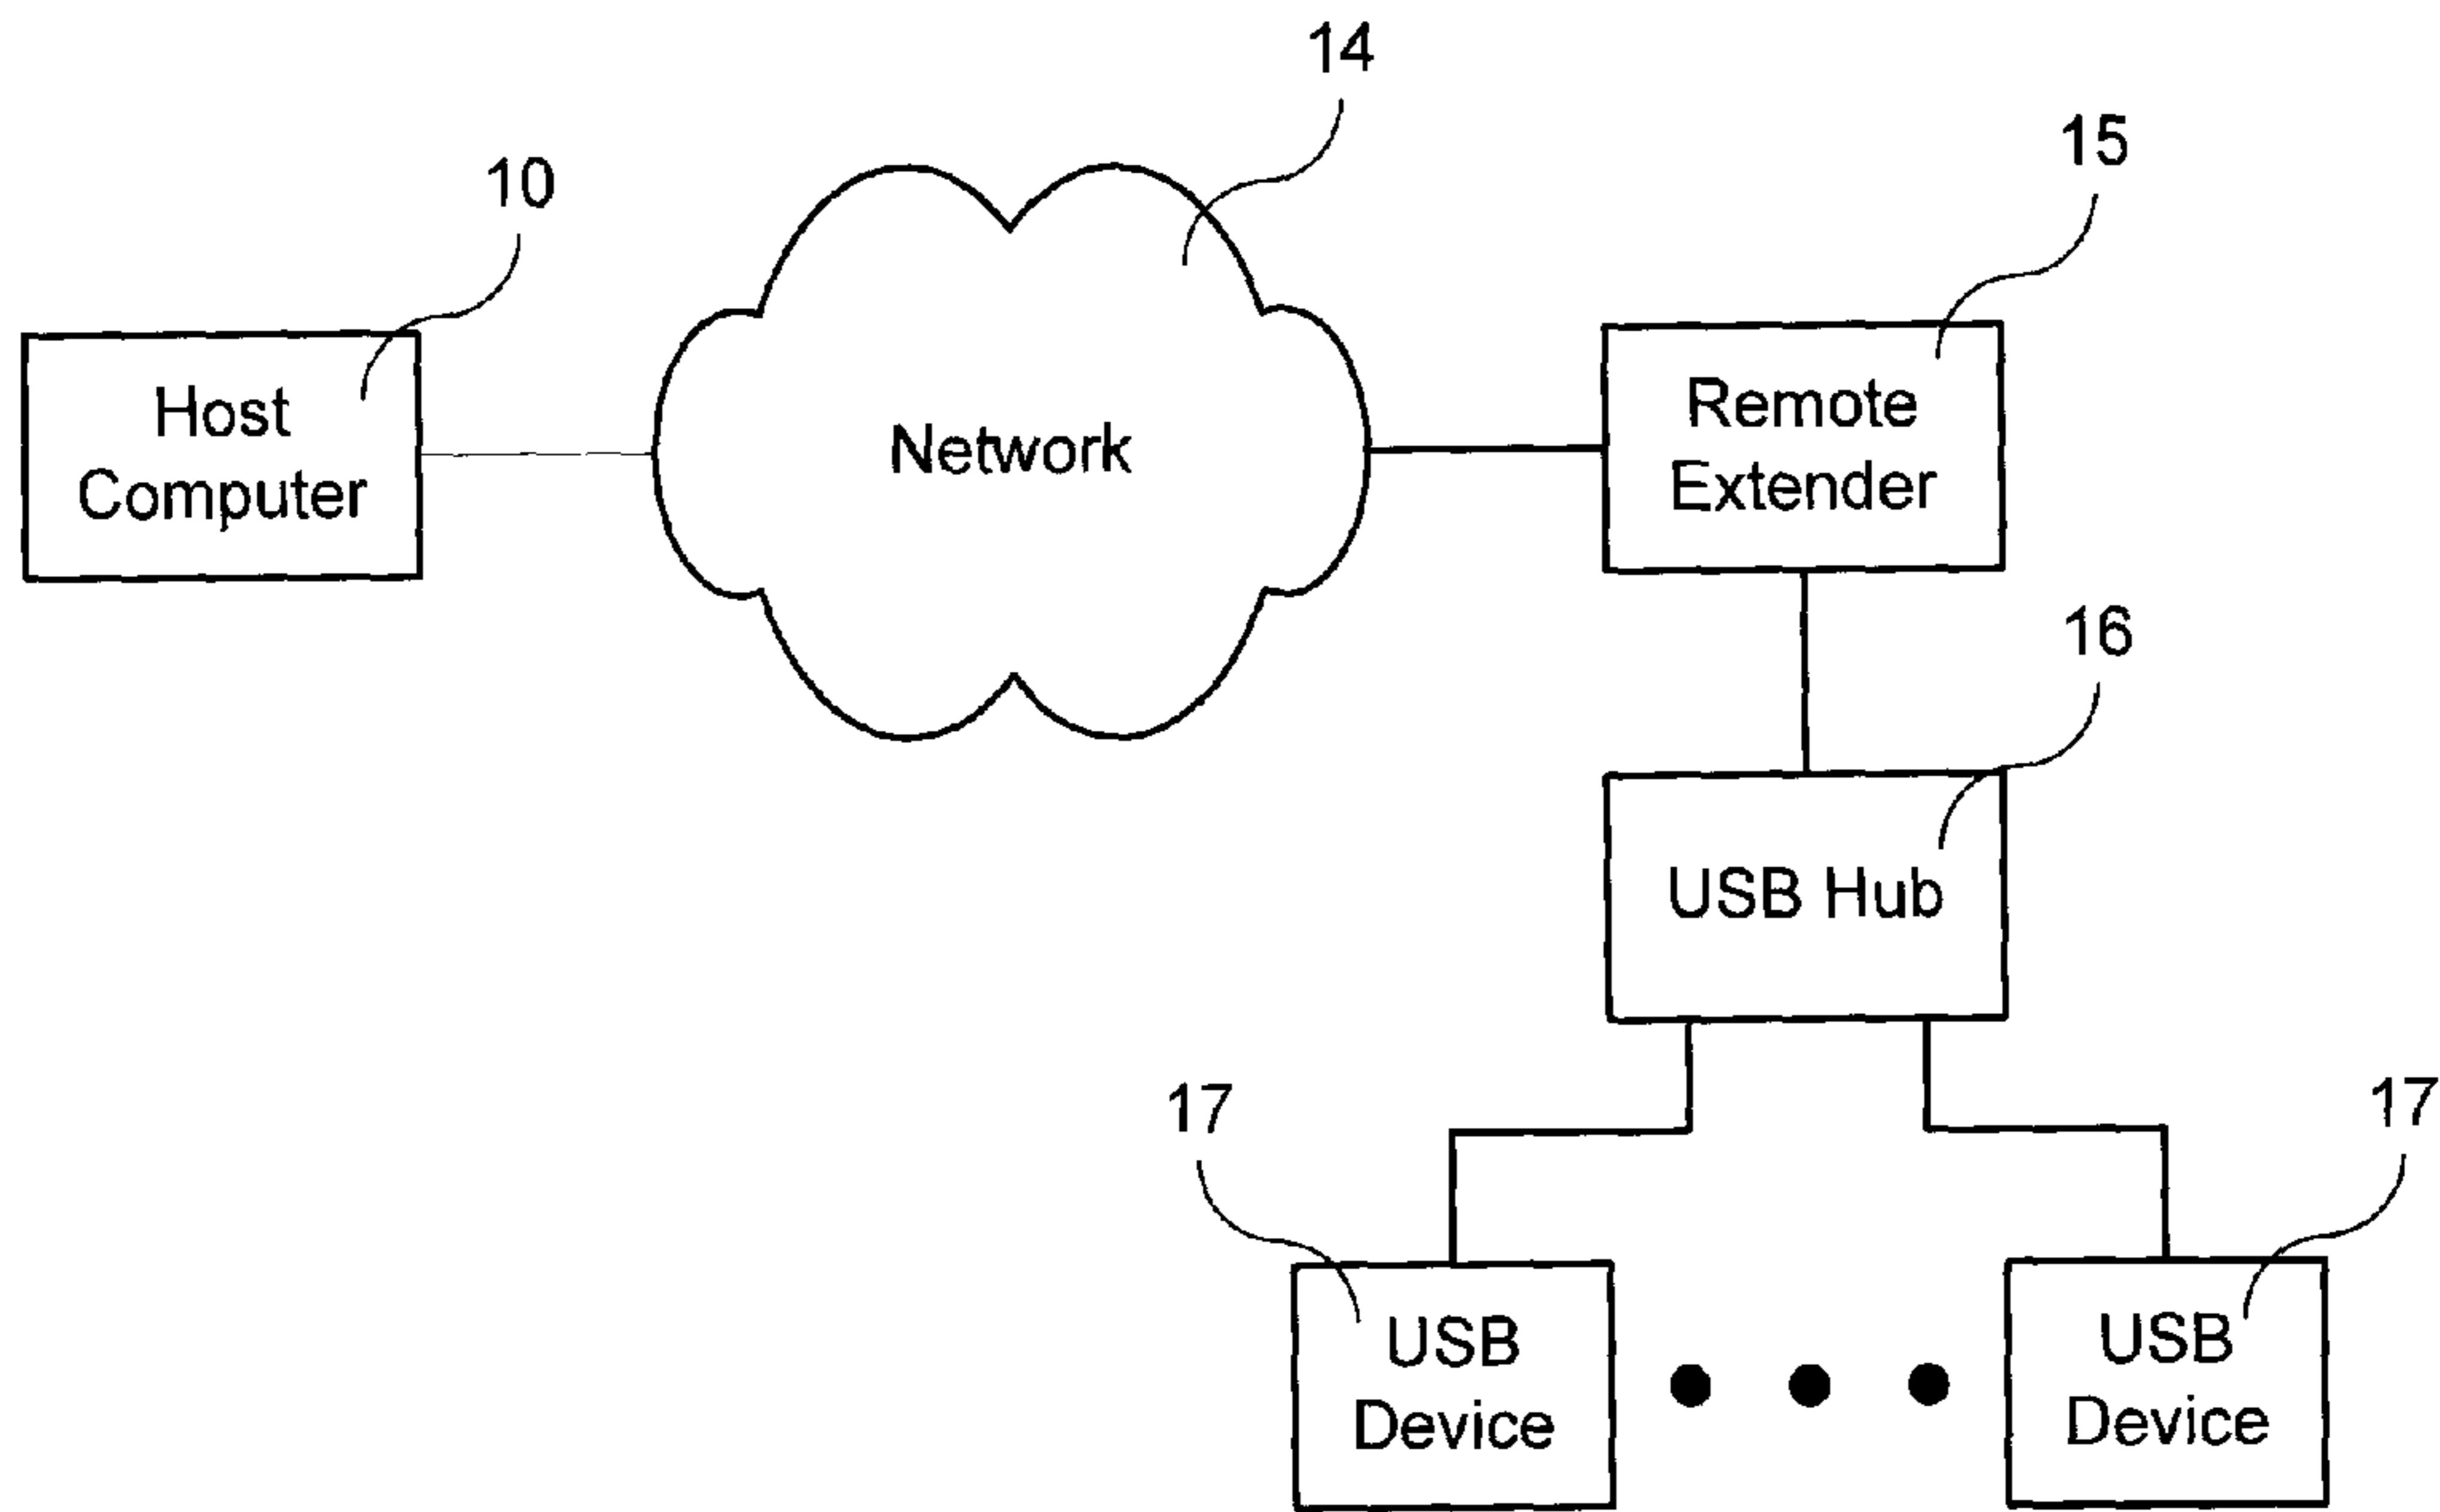 14
10
15
Host
Computer
Network
Remote
Extender
16
USB Hub
17
17
USB
Device
USB
Device